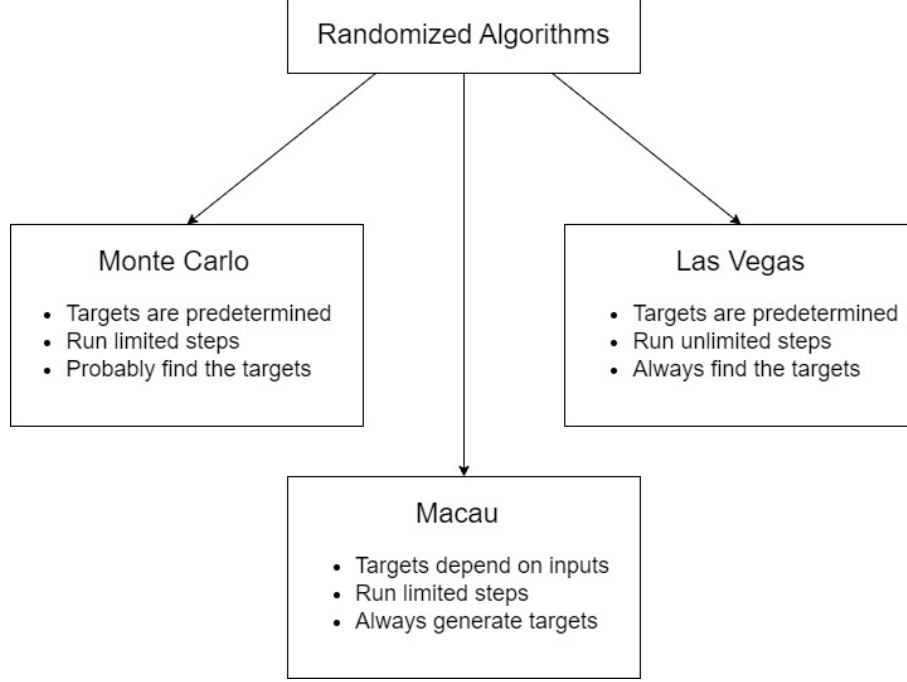 Randomized Algorithms
Monte Carlo
• Targets are predetermined
• Run limited steps
• Probably find the targets
Las Vegas
• Targets are predetermined
• Run unlimited steps
• Always find the targets
Macau
• Targets depend on inputs
• Run limited steps
• Always generate targets